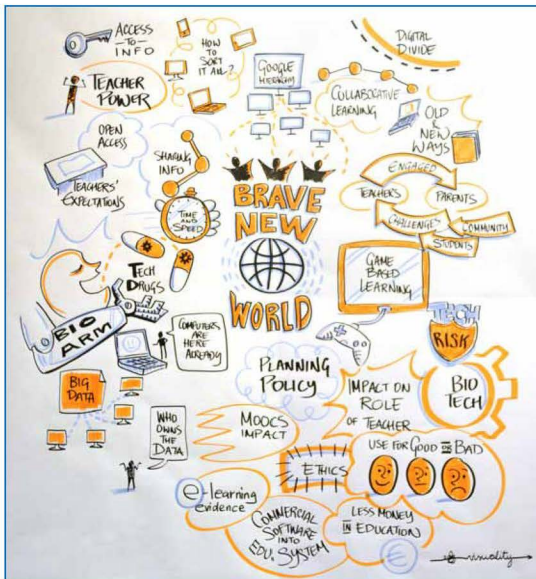 ACCESS
TO
INFO
HOW
TO
SORT
IT ALL?
GOOGLE
HIERARCHY
DIGITAL
DIVIDE
TEACHER
POWER
COLLABORATIVE
LEARNING
OLD
&
NEW
WAYS
OPEN
ACCESS
TEACHERS'
EXPECTATIONS
SHARING
INFO
TIME
AND
SPEED
BRAVE
NEW
WORLD
ENGAGED
TEACHERS
PARENTS
CHALLENGES
COMMUNITY
STUDENTS
TECH
DRUGS
GAME
BASED
LEARNING
BIO
ARM
COMPUTERS
ARE
HERE
ALREADY
TECH
RISK
BIG
DATA
PLANNING
POLICY
IMPACT ON
ROLE
OF TEACHER
BIO
TECH
WHO
OWNS
THE
DATA
MOOCS
IMPACT
ETHICS
USE FOR GOOD OR BAD
e-learning
evidence
COMMERCIAL
SOFTWARE
INTO
EDU. SYSTEM
LESS MONEY
IN EDUCATION
€
visuality